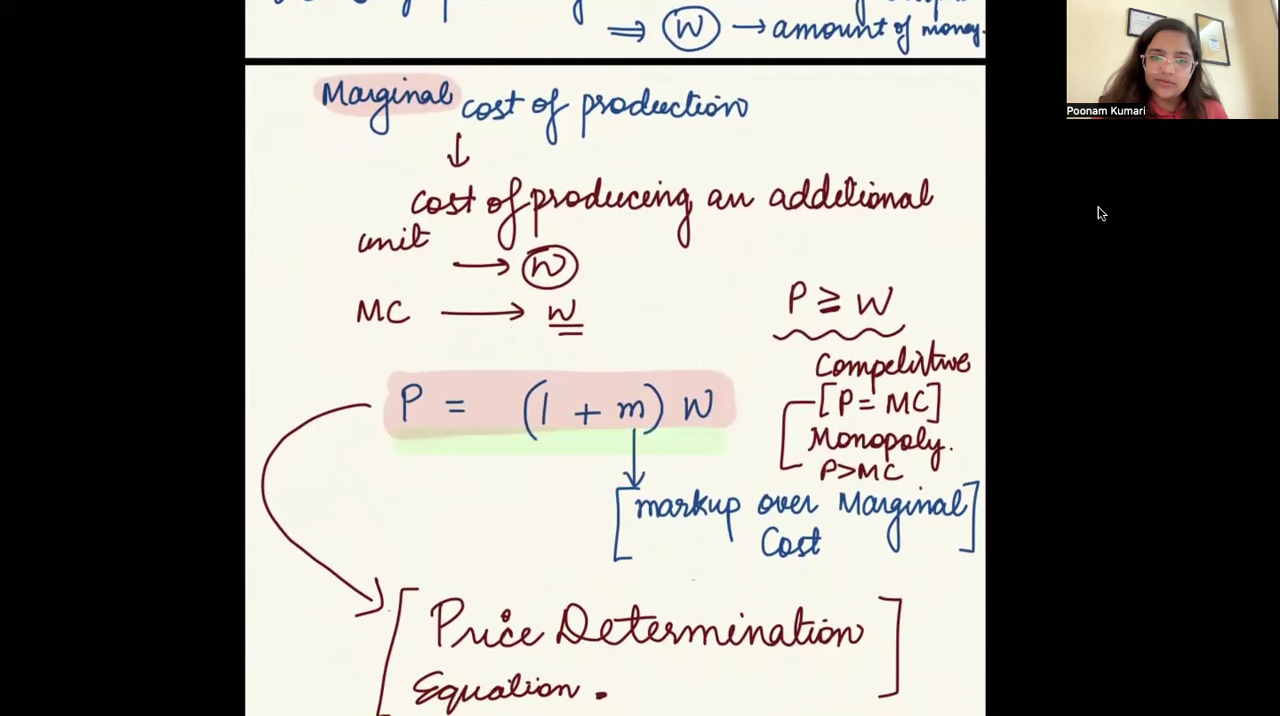 ⟹ W → amount of money.
Poonam Kumari
Marginal cost of production
↓
cost of producing an additional
unit → W
MC → W
P ≥ W
Competitive
[P = MC]
Monopoly.
P>MC
P = (1 + m) W
[markup over Marginal
Cost]
[Price Determination
Equation.]